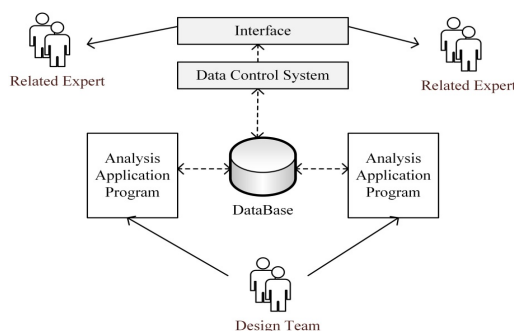 Interface
Related Expert
Related Expert
Data Control System
Analysis
Application
Program
Analysis
Application
Program
DataBase
Design Team